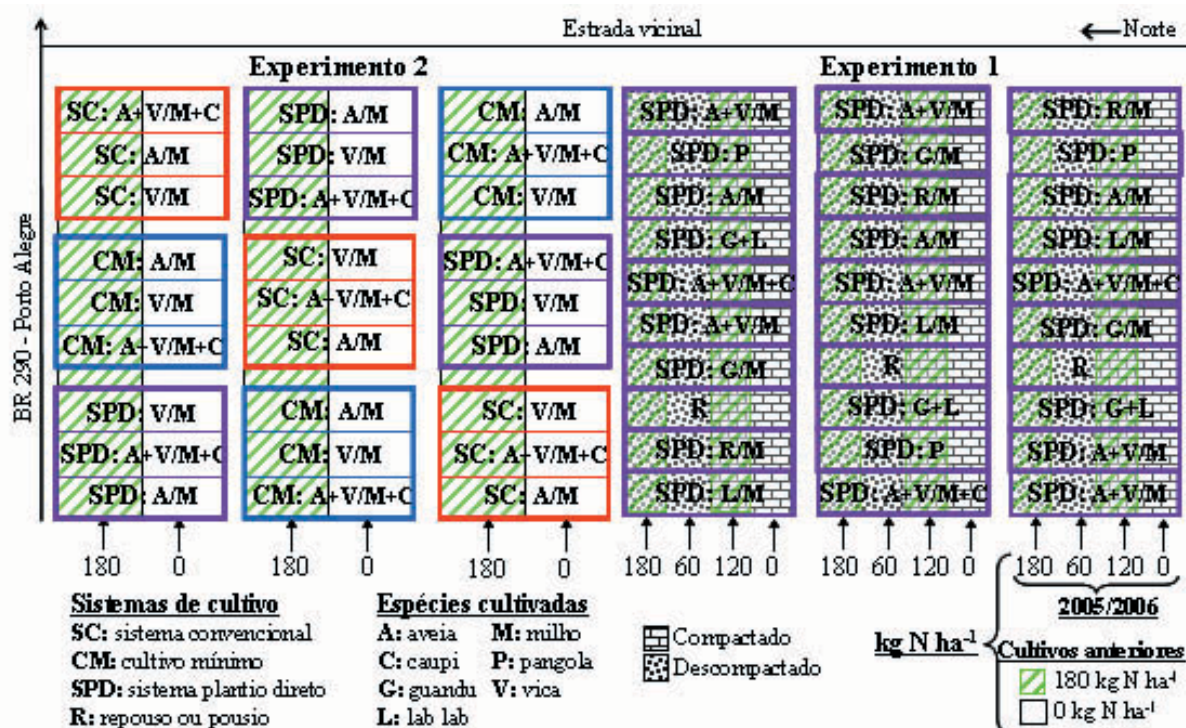 Estrada vicinal
Norte
BR 290 - Porto Alegre
Experimento 2
SC: A+V/M+C
SC: A/M
SC: V/M
CM: A/M
CM: V/M
CM: A+V/M+C
SPD: V/M
SPD: A+V/M+C
SPD: A/M
180 0
SPD: A/M
SPD: V/M
SPD: A+V/M+C
SC: V/M
SC: A+V/M+C
SC: A/M
CM: A/M
CM: V/M
CM: A+V/M+C
180 0
CM: A/M
CM: A+V/M+C
CM: V/M
SPD: A+V/M+C
SPD: V/M
SPD: A/M
SC: V/M
SC: A+V/M+C
SC: A/M
180 0
Experimento 1
SPD: A+V/M
SPD: P
SPD: A/M
SPD: G+L
SPD: A+V/M+C
SPD: A+V/M
SPD: G/M
R
SPD: R/M
SPD: L/M
180 60 120 0
SPD: A+V/M
SPD: G/M
SPD: R/M
SPD: A/M
SPD: A+V/M
SPD: L/M
R
SPD: G+L
SPD: P
SPD: A+V/M+C
180 60 120 0
SPD: R/M
SPD: P
SPD: A/M
SPD: L/M
SPD: A+V/M+C
SPD: G/M
R
SPD: G+L
SPD: A+V/M
SPD: A+V/M
180 60 120 0
Sistemas de cultivo
SC: sistema convencional
CM: cultivo mínimo
SPD: sistema plantio direto
R: repouso ou pousio
Espécies cultivadas
A: aveia M: milho
C: caupi P: pangola
G: guandu V: vica
L: lab lab
Compactado
Descompactado
kg N ha⁻¹
2005/2006
Cultivos anteriores
180 kg N ha⁻¹
0 kg N ha⁻¹